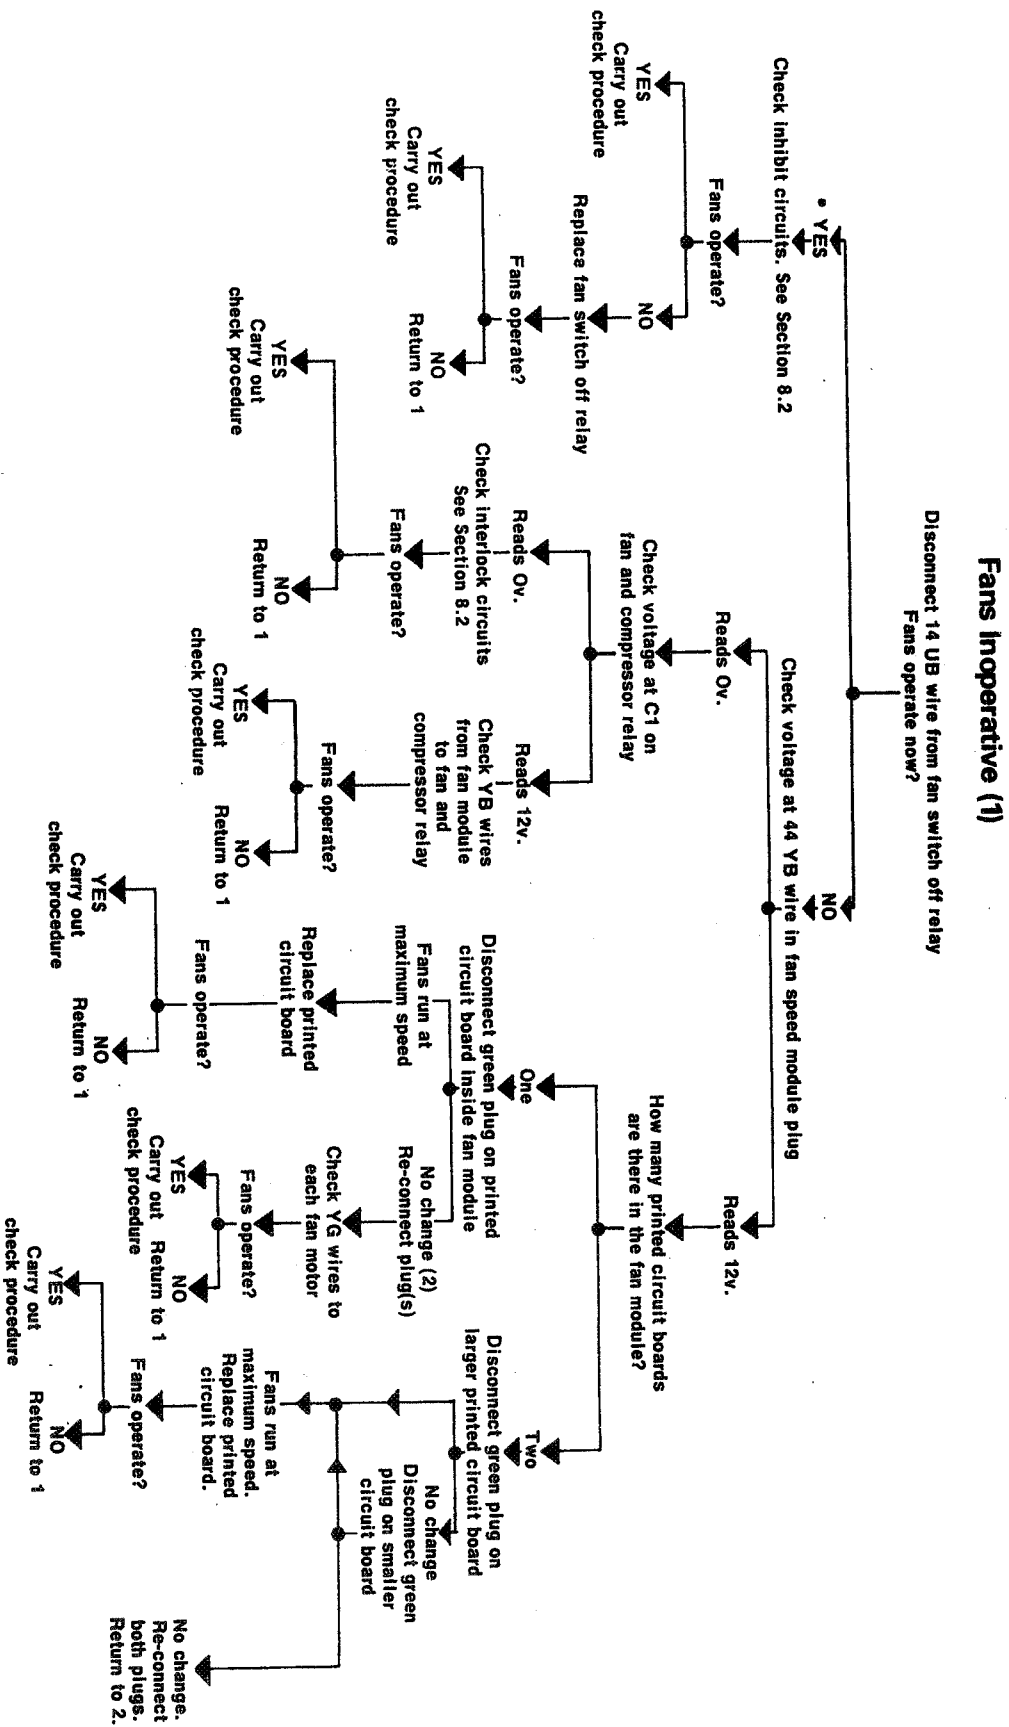 Fans inoperative (1)
Disconnect 14 UB wire from fan switch off relay
Fans operate now?
• YES
Check inhibit circuits. See Section 8.2
Fans operate?
YES
Carry out
check procedure
NO
Replace fan switch off relay
Fans operate?
YES
Carry out
check procedure
NO
Return to 1
NO
Check voltage at 44 YB wire in fan speed module plug
Reads Ov.
Check voltage at C1 on
fan and compressor relay
Reads Ov.
Check interlock circuits
See Section 8.2
Fans operate?
YES
Carry out
check procedure
NO
Return to 1
Reads 12v.
Check YB wires
from fan module
to fan and
compressor relay
Fans operate?
YES
Carry out
check procedure
NO
Return to 1
Reads 12v.
How many printed circuit boards
are there in the fan module?
One
Disconnect green plug on printed
circuit board inside fan module
Fans run at
maximum speed
Replace printed
circuit board
Fans operate?
YES
Carry out
check procedure
NO
Return to 1
No change (2)
Re-connect plug(s)
Check YG wires to
each fan motor
Fans operate?
YES
Carry out
check procedure
NO
Return to 1
Two
Disconnect green plug on
larger printed circuit board
No change
Disconnect green
plug on smaller
circuit board
Fans run at
maximum speed.
Replace printed
circuit board.
Fans operate?
YES
Carry out
check procedure
NO
Return to 1
No change.
Re-connect
both plugs.
Return to 2.